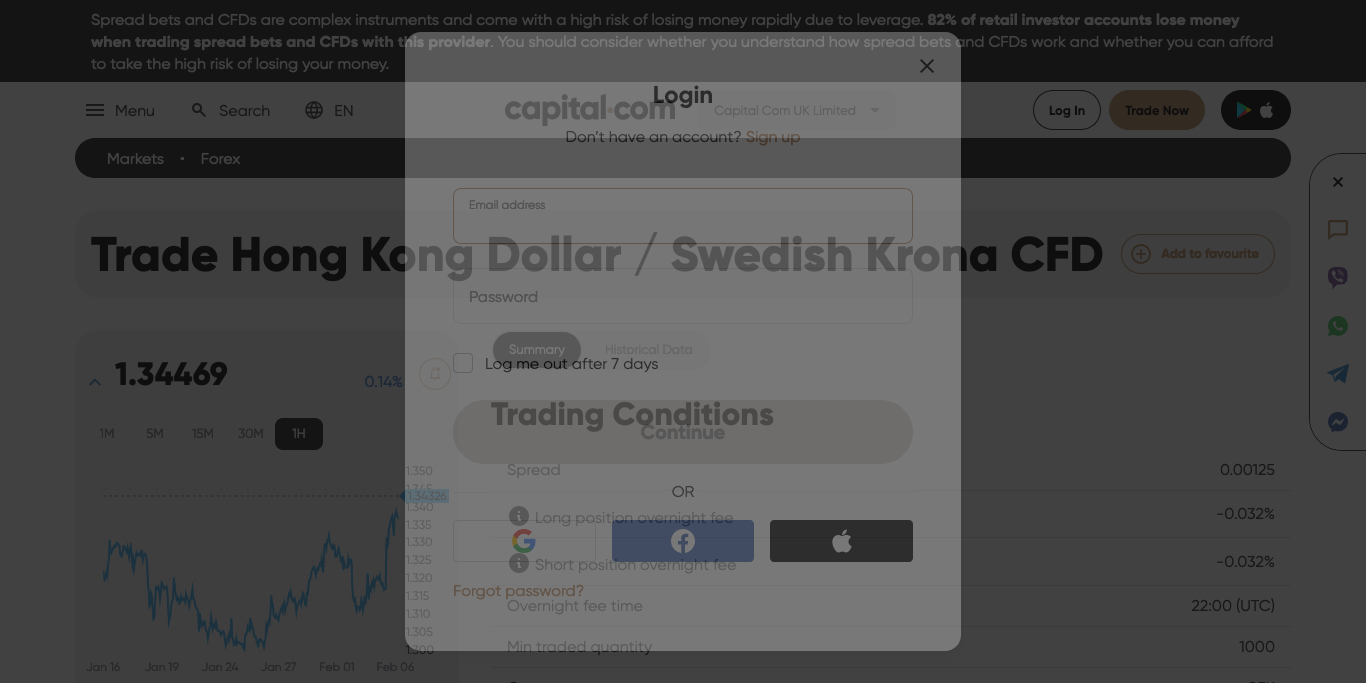 Spread bets and CFDs are complex instruments and come with a high risk of losing money rapidly due to leverage. 82% of retail investor accounts lose money
when trading spread bets and CFDs with this provider. You should consider whether you understand how spread bets and CFDs work and whether you can afford
to take the high risk of losing your money.
Login
Menu
Search
EN
capital.com
Capital Com UK Limited
Log In
Trade Now
Don't have an account? Sign up
Markets • Forex
Email address
Trade Hong Kong Dollar / Swedish Krona CFD
Add to favourite
Password
Summary
Historical Data
Log me out after 7 days
1.34469
0.14%
Trading Conditions
Continue
1M
5M
15M
30M
1H
Spread
0.00125
1.350
1.345
1.34326
1.340
1.335
1.330
1.325
1.320
1.315
1.310
1.305
1.300
OR
Long position overnight fee
-0.032%
Short position overnight fee
-0.032%
Forgot password?
Overnight fee time
22:00 (UTC)
Min traded quantity
1000
Jan 16
Jan 19
Jan 24
Jan 27
Feb 01
Feb 06